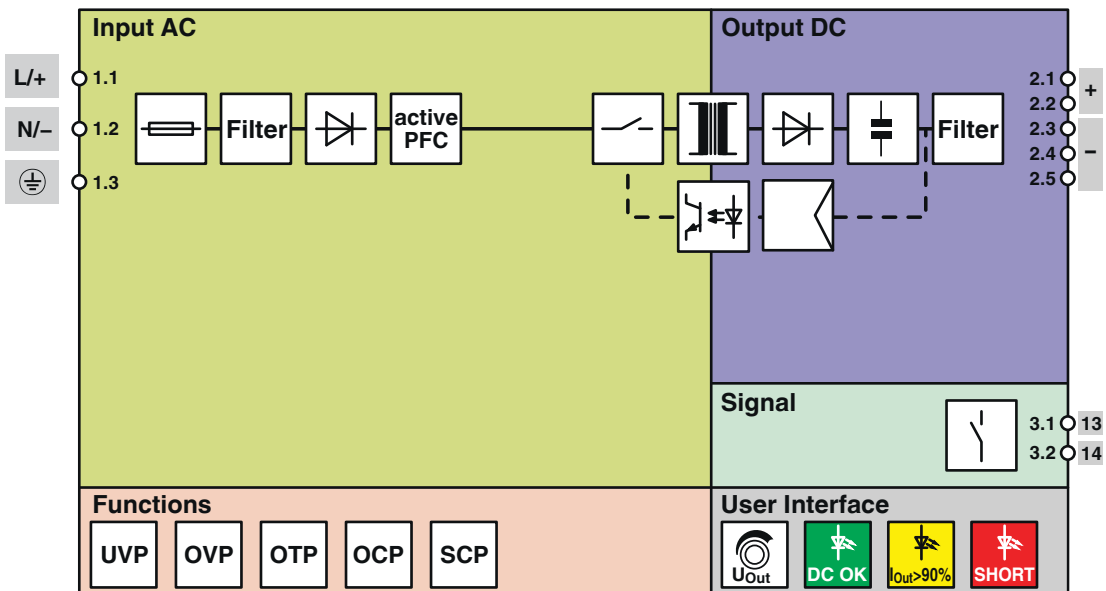 Input AC
Output DC
L/+
1.1
N/–
1.2
1.3
Filter
active
PFC
Filter
2.1
2.2
2.3
2.4
2.5
+
–
Signal
3.1
13
3.2
14
Functions
UVP
OVP
OTP
OCP
SCP
User Interface
UOut
DC OK
IOut>90%
SHORT